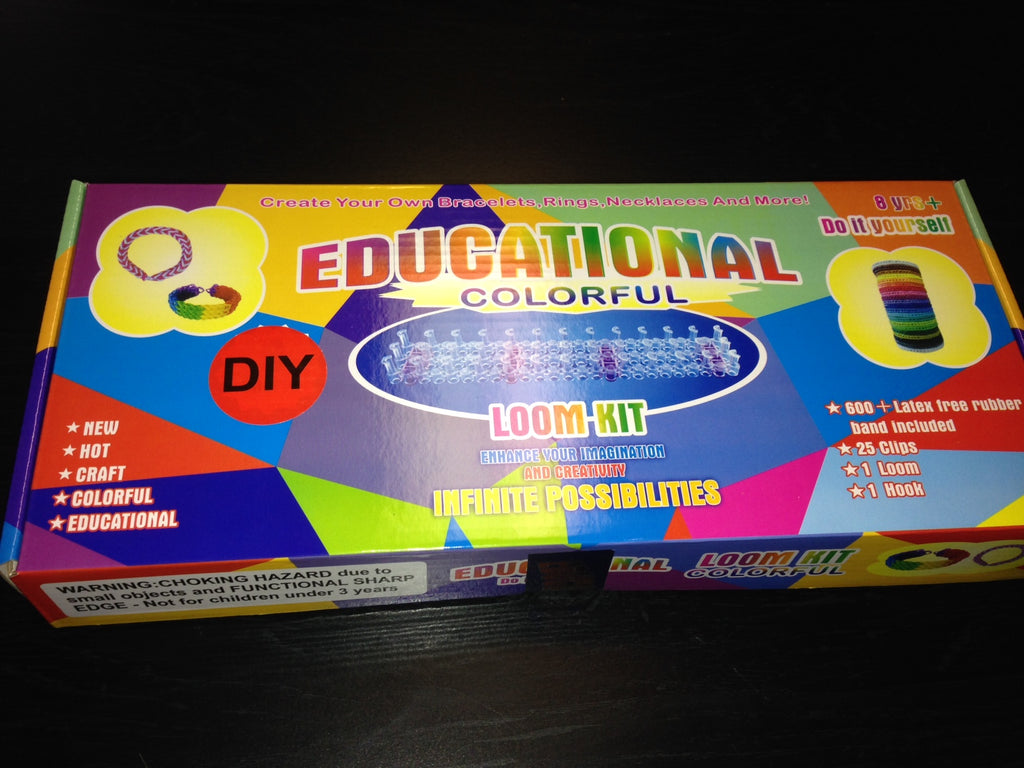 Create Your Own Bracelets,Rings,Necklaces And More!
8 yrs+
Do it yourself
EDUCATIONAL
COLORFUL
DIY
LOOM KIT
ENHANCE YOUR IMAGINATION
AND CREATIVITY
INFINITE POSSIBILITIES
★ NEW
★ HOT
★ CRAFT
★ COLORFUL
★ EDUCATIONAL
★ 600+Latex free rubber
band included
★ 25 Clips
★ 1 Loom
★ 1 Hook
WARNING:CHOKING HAZARD due to
small objects and FUNCTIONAL SHARP
EDGE - Not for children under 3 years
LOOM KIT
COLORFUL